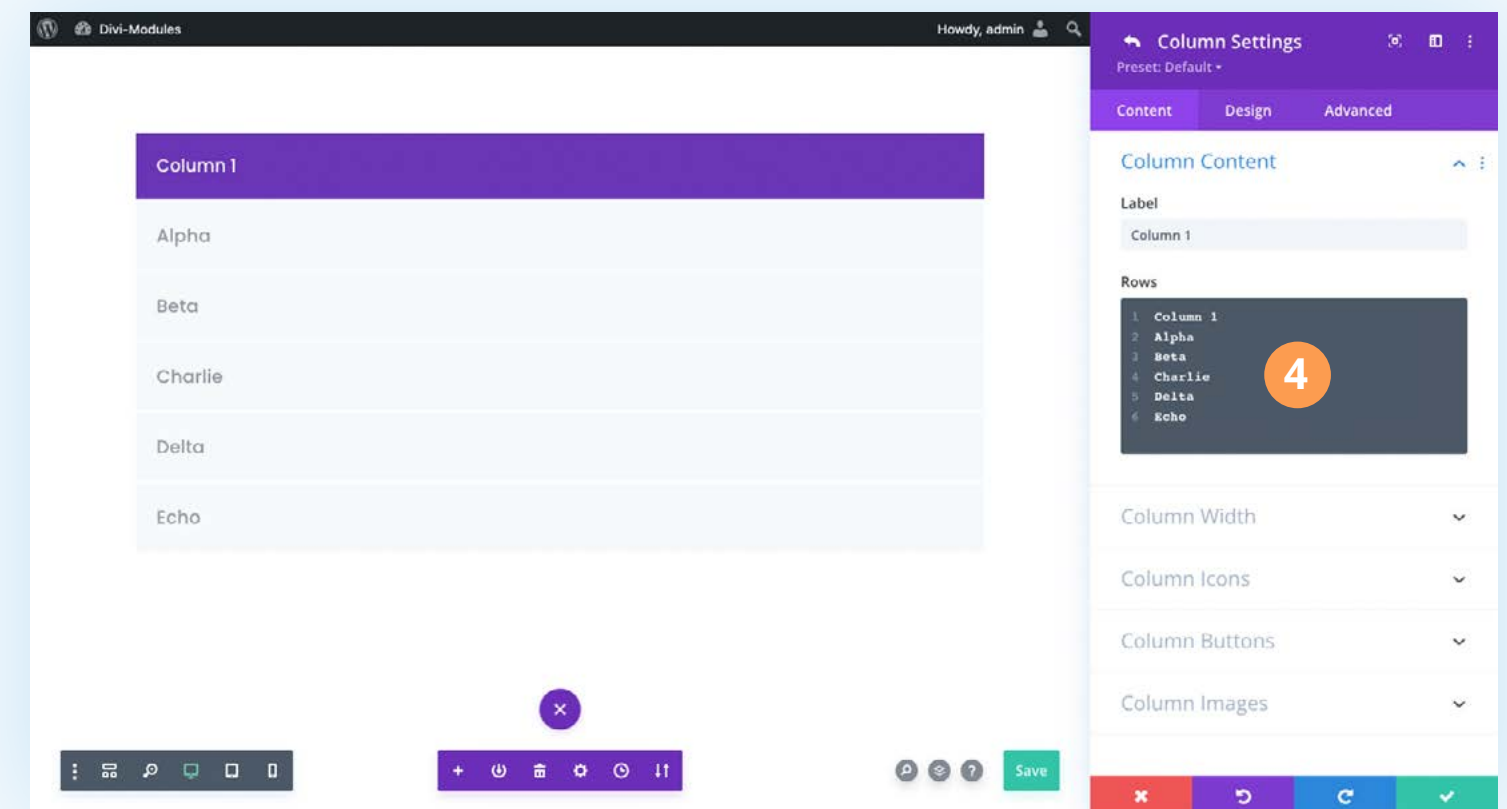 Divi-Modules
Howdy, admin
Column 1
Alpha
Beta
Charlie
Delta
Echo
Save
Column Settings
Preset: Default
Content Design Advanced
Column Content
Label
Column 1
Rows
1 Column 1
2 Alpha
3 Beta
4 Charlie
5 Delta
6 Echo
4
Column Width
Column Icons
Column Buttons
Column Images